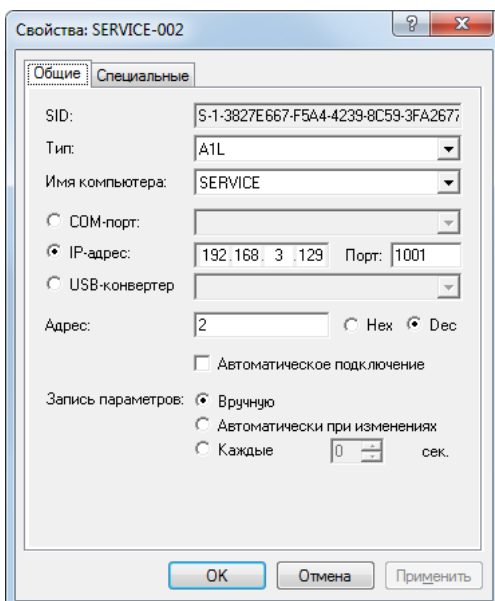 Свойства: SERVICE-002
Общие Специальные
SID: S-1-3827E667-F5A4-4239-8C59-3FA2677
Тип: A1L
Имя компьютера: SERVICE
COM-порт:
IP-адрес: 192.168. 3 .129 Порт: 1001
USB-конвертер
Адрес: 2 Hex Dec
Автоматическое подключение
Запись параметров: Вручную
Автоматически при изменениях
Каждые 0 сек.
OK Отмена Применить